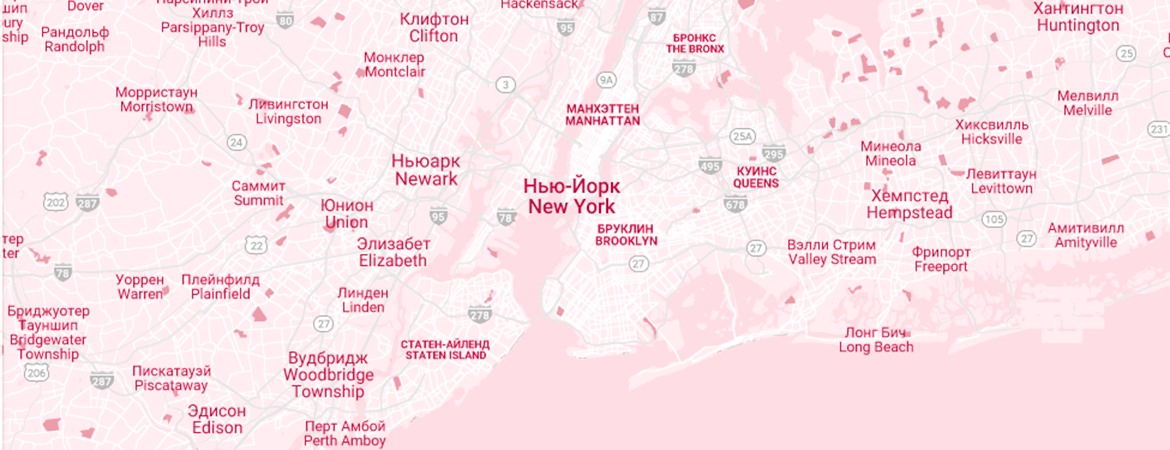 шип
ury
ship
Dover
Рандольф
Randolph
Хиллз
Parsippany-Troy
Hills
80
Клифтон
Clifton
Hackensack
95
87
БРОНКС
THE BRONX
278
Хантингтон
Huntington
25
Монклер
Montclair
3
9A
Морристаун
Morristown
Ливингстон
Livingston
24
МАНХЭТТЕН
MANHATTAN
25A
295
495
Мелвилл
Melville
Хиксвилль
Hicksville
231
Минеола
Mineola
Ньюарк
Newark
КУИНС
QUEENS
678
Левиттаун
Levittown
Саммит
Summit
202
287
Юнион
Union
95
78
Нью-Йорк
New York
Хемпстед
Hempstead
105
27
Амитивилл
Amityville
тер
ter
22
Элизабет
Elizabeth
БРУКЛИН
BROOKLYN
27
27
Вэлли Стрим
Valley Stream
Фрипорт
Freeport
78
Уоррен
Warren
Плейнфилд
Plainfield
Линден
Linden
278
Бриджуотер
Тауншип
Bridgewater
Township
27
СТАТЕН-АЙЛЕНД
STATEN ISLAND
Лонг Бич
Long Beach
206
287
Пискатауэй
Piscataway
Вудбридж
Woodbridge
Township
Эдисон
Edison
Перт Амбой
Perth Amboy